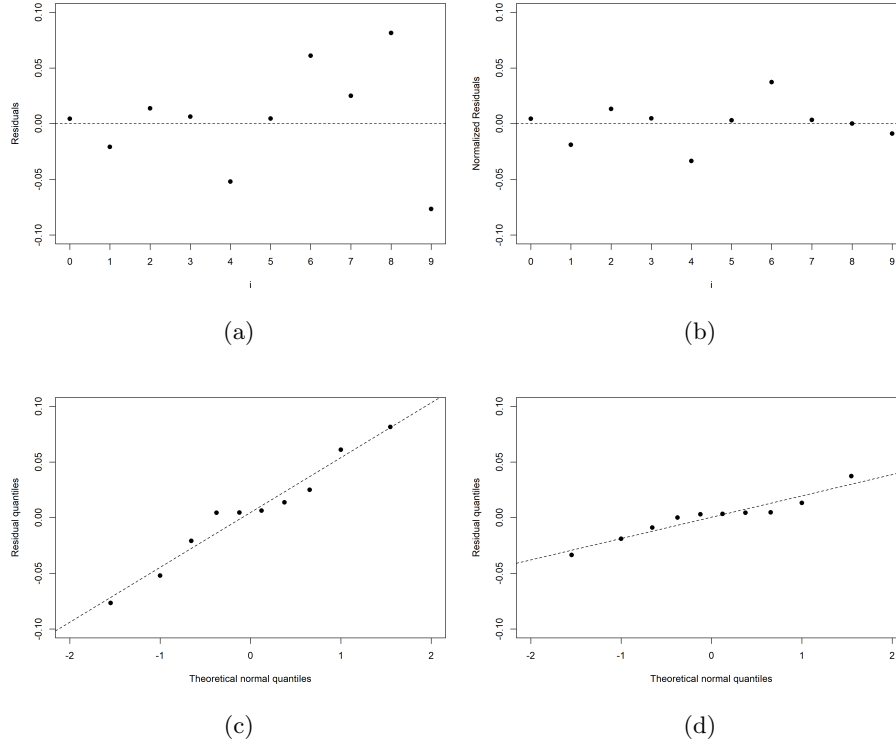 0.10
0.05
0.00
-0.05
-0.10
Residuals
0 1 2 3 4 5 6 7 8 9
i
(a)
0.10
0.05
0.00
-0.05
-0.10
Normalized Residuals
0 1 2 3 4 5 6 7 8 9
i
(b)
0.10
0.05
0.00
-0.05
-0.10
Residual quantiles
-2 -1 0 1 2
Theoretical normal quantiles
(c)
0.10
0.05
0.00
-0.05
-0.10
Residual quantiles
-2 -1 0 1 2
Theoretical normal quantiles
(d)